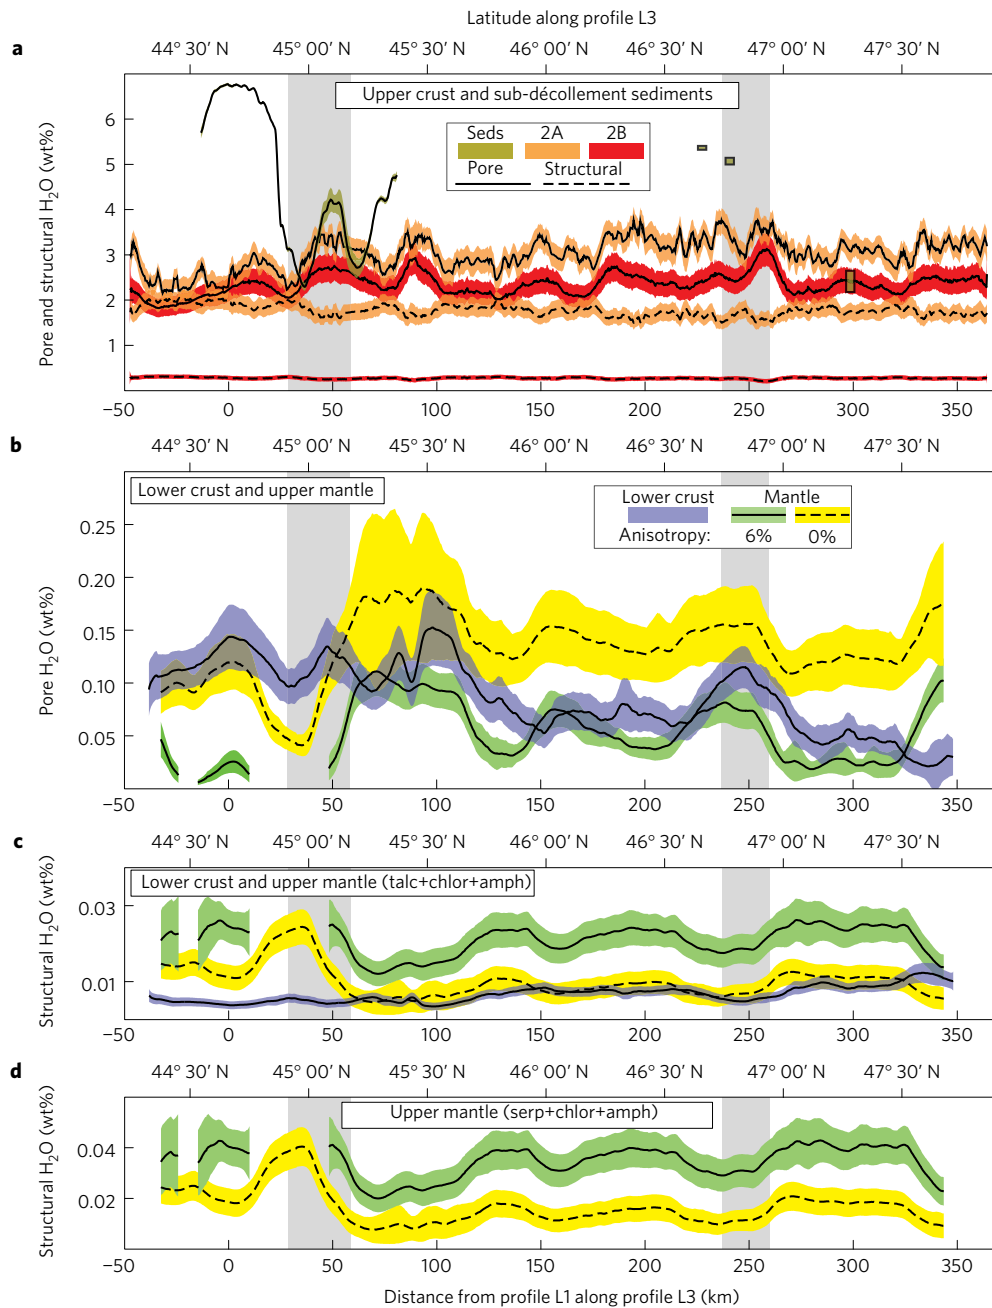 Latitude along profile L3
a
44° 30′ N 45° 00′ N 45° 30′ N 46° 00′ N 46° 30′ N 47° 00′ N 47° 30′ N
Upper crust and sub-décollement sediments
Seds 2A 2B
Pore Structural
Pore and structural H2O (wt%)
6
5
4
3
2
1
−50 0 50 100 150 200 250 300 350
b
44° 30′ N 45° 00′ N 45° 30′ N 46° 00′ N 46° 30′ N 47° 00′ N 47° 30′ N
Lower crust and upper mantle
Lower crust Mantle
Anisotropy: 6% 0%
Pore H2O (wt%)
0.25
0.20
0.15
0.10
0.05
−50 0 50 100 150 200 250 300 350
c
44° 30′ N 45° 00′ N 45° 30′ N 46° 00′ N 46° 30′ N 47° 00′ N 47° 30′ N
Lower crust and upper mantle (talc+chlor+amph)
Structural H2O (wt%)
0.03
0.01
−50 0 50 100 150 200 250 300 350
d
44° 30′ N 45° 00′ N 45° 30′ N 46° 00′ N 46° 30′ N 47° 00′ N 47° 30′ N
Upper mantle (serp+chlor+amph)
Structural H2O (wt%)
0.04
0.02
−50 0 50 100 150 200 250 300 350
Distance from profile L1 along profile L3 (km)